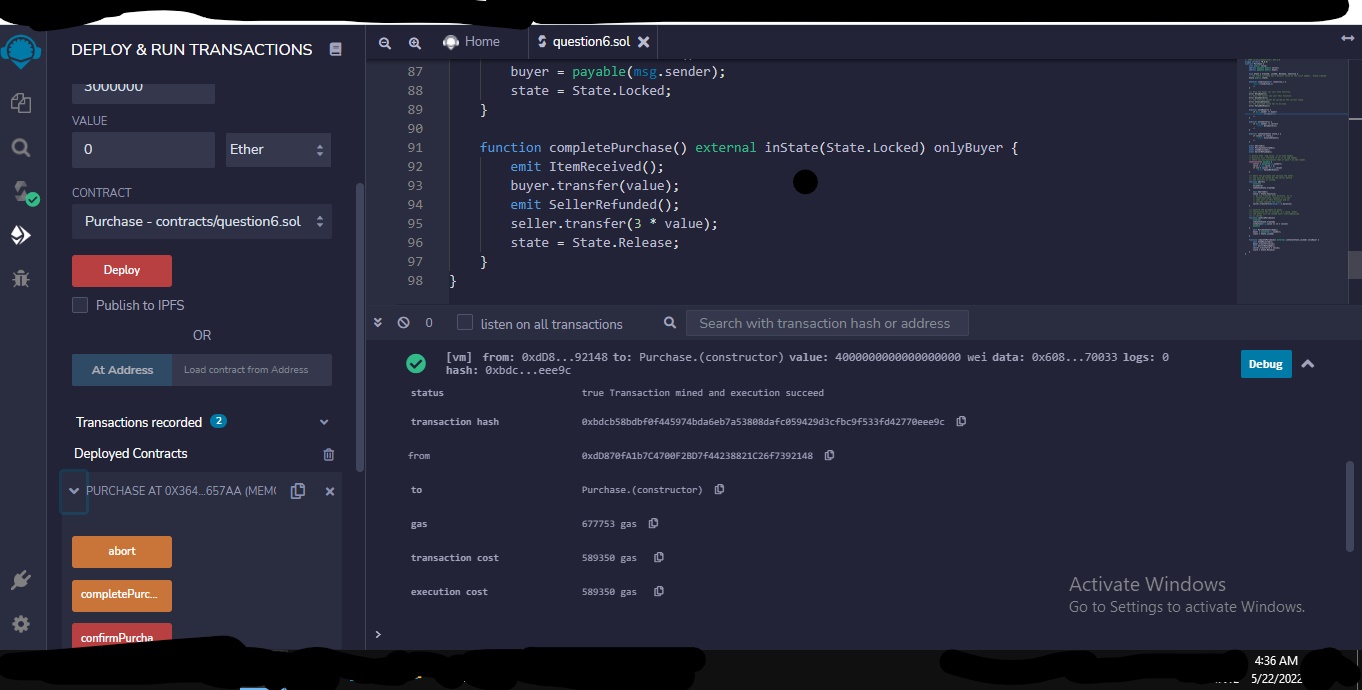 DEPLOY & RUN TRANSACTIONS
3000000
VALUE
0
Ether
CONTRACT
Purchase - contracts/question6.sol
Deploy
Publish to IPFS
OR
At Address
Load contract from Address
Transactions recorded 2
Deployed Contracts
PURCHASE AT 0X364...657AA (MEMO
abort
completePurc...
confirmPurcha
Home
question6.sol
87 buyer = payable(msg.sender);
88 state = State.Locked;
89 }
90
91 function completePurchase() external inState(State.Locked) onlyBuyer {
92 emit ItemReceived();
93 buyer.transfer(value);
94 emit SellerRefunded();
95 seller.transfer(3 * value);
96 state = State.Release;
97 }
98 }
0
listen on all transactions
Search with transaction hash or address
[vm] from: 0xdD8...92148 to: Purchase.(constructor) value: 4000000000000000000 wei data: 0x608...70033 logs: 0
hash: 0xbdc...eee9c
Debug
status true Transaction mined and execution succeed
transaction hash 0xbdcb58bdbf0f445974bda6eb7a53808dafc059429d3cfbc9f533fd42770eee9c
from 0xdD870fA1b7C4700F2BD7f44238821C26f7392148
to Purchase.(constructor)
gas 677753 gas
transaction cost 589350 gas
execution cost 589350 gas
>
Activate Windows
Go to Settings to activate Windows.
4:36 AM
5/22/2022